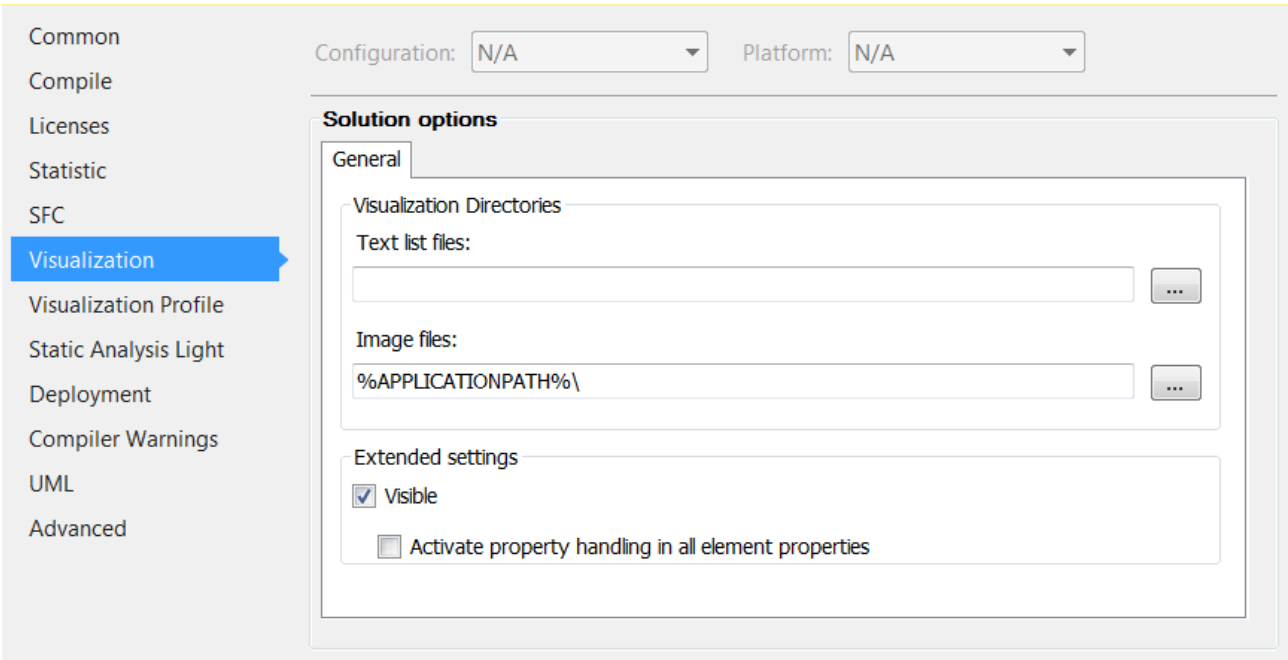 Common
Compile
Licenses
Statistic
SFC
Visualization
Visualization Profile
Static Analysis Light
Deployment
Compiler Warnings
UML
Advanced
Configuration: N/A Platform: N/A
Solution options
General
Visualization Directories
Text list files:
...
Image files:
%APPLICATIONPATH%\
...
Extended settings
Visible
Activate property handling in all element properties